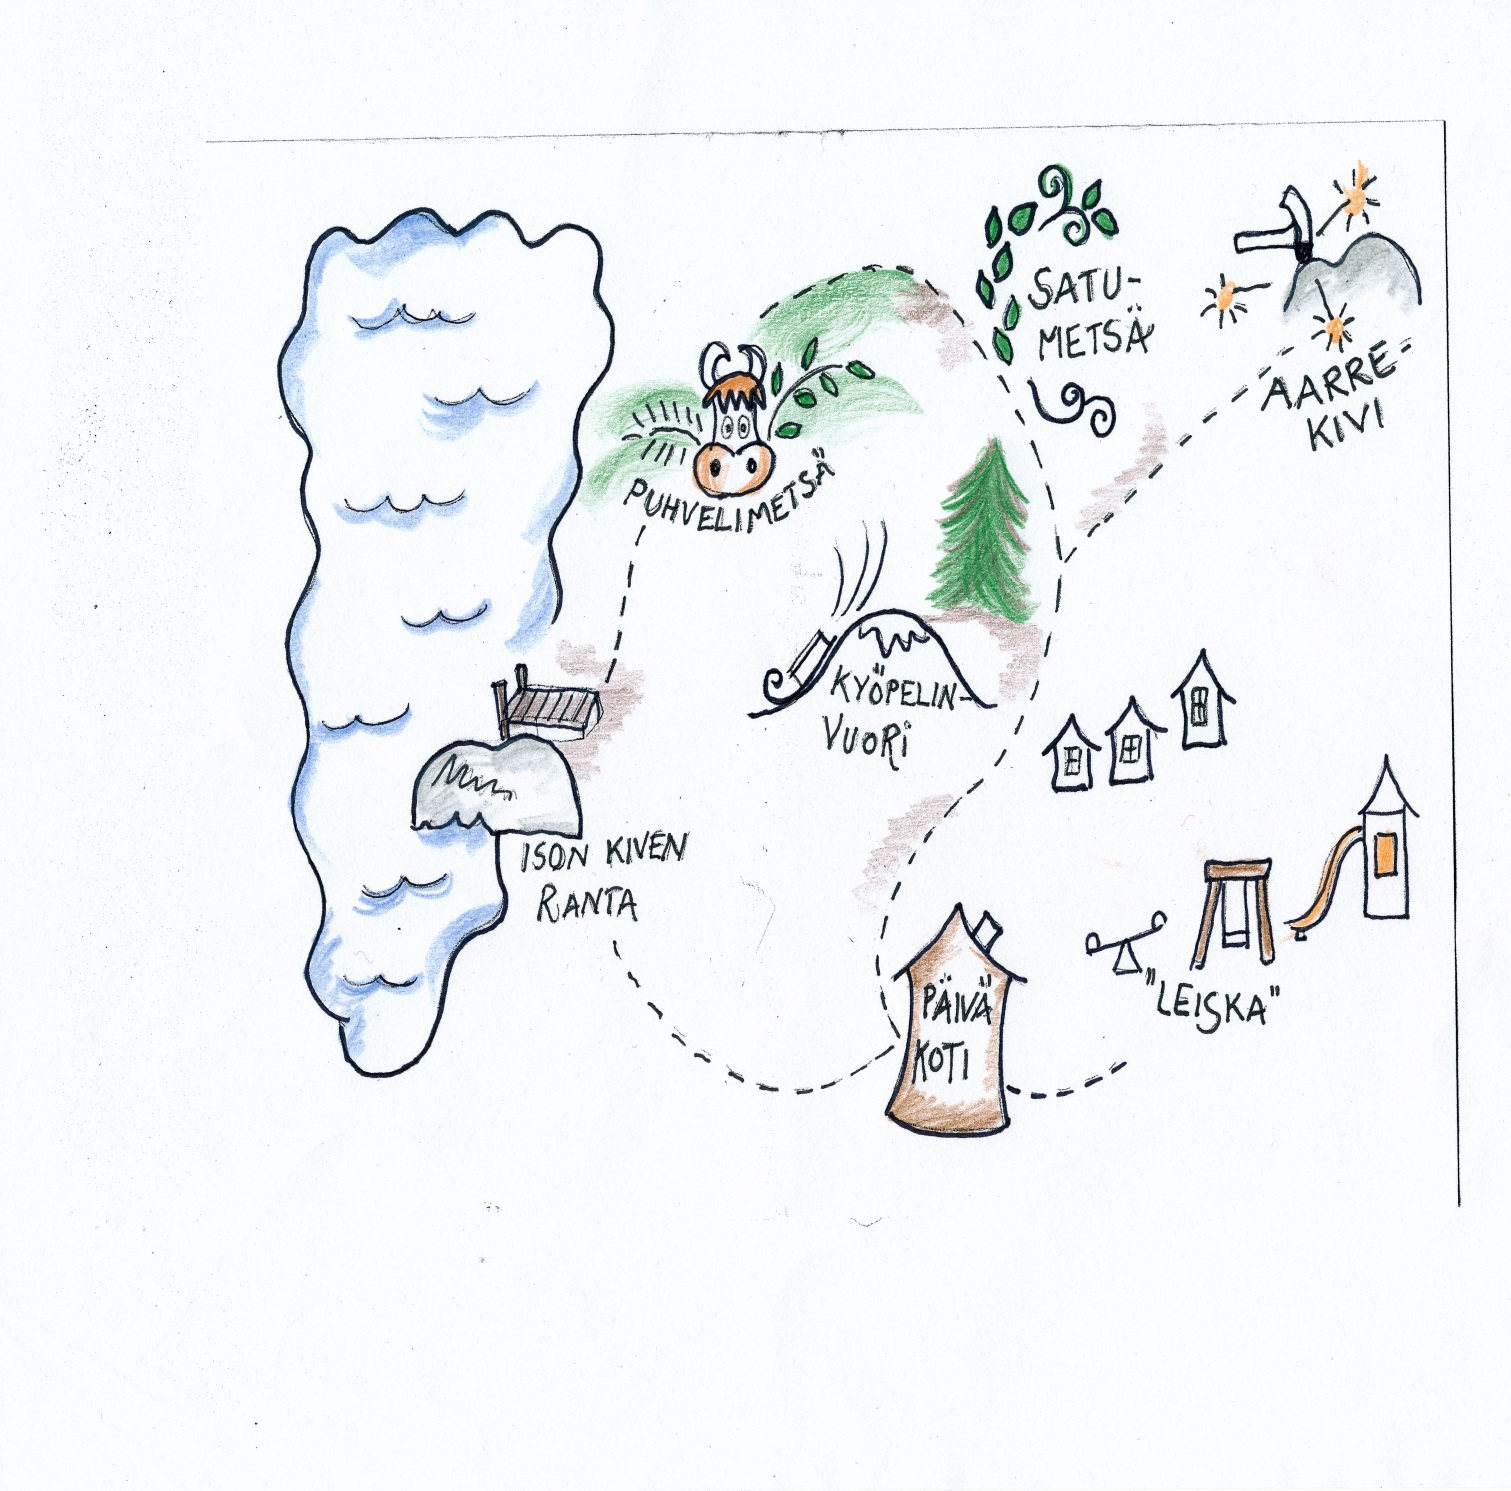 SATU-
METSÄ
AARRE-
KIVI
PUHVELIMETSÄ
KYÖPELIN-
VUORI
ISON KIVEN
RANTA
PÄIVÄ
KOTI
"LEISKA"